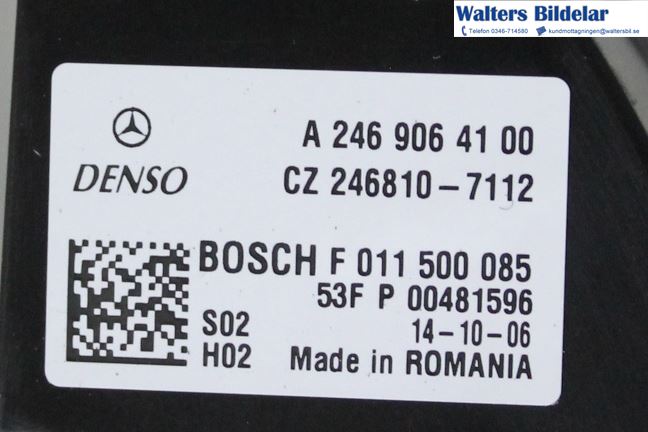 Walters Bildelar
Telefon 0346-714580 kundmottagningen@waltersbil.se
A 246 906 41 00
DENSO CZ 246810-7112
BOSCH F 011 500 085
53F P 00481596
S02 14-10-06
H02 Made in ROMANIA